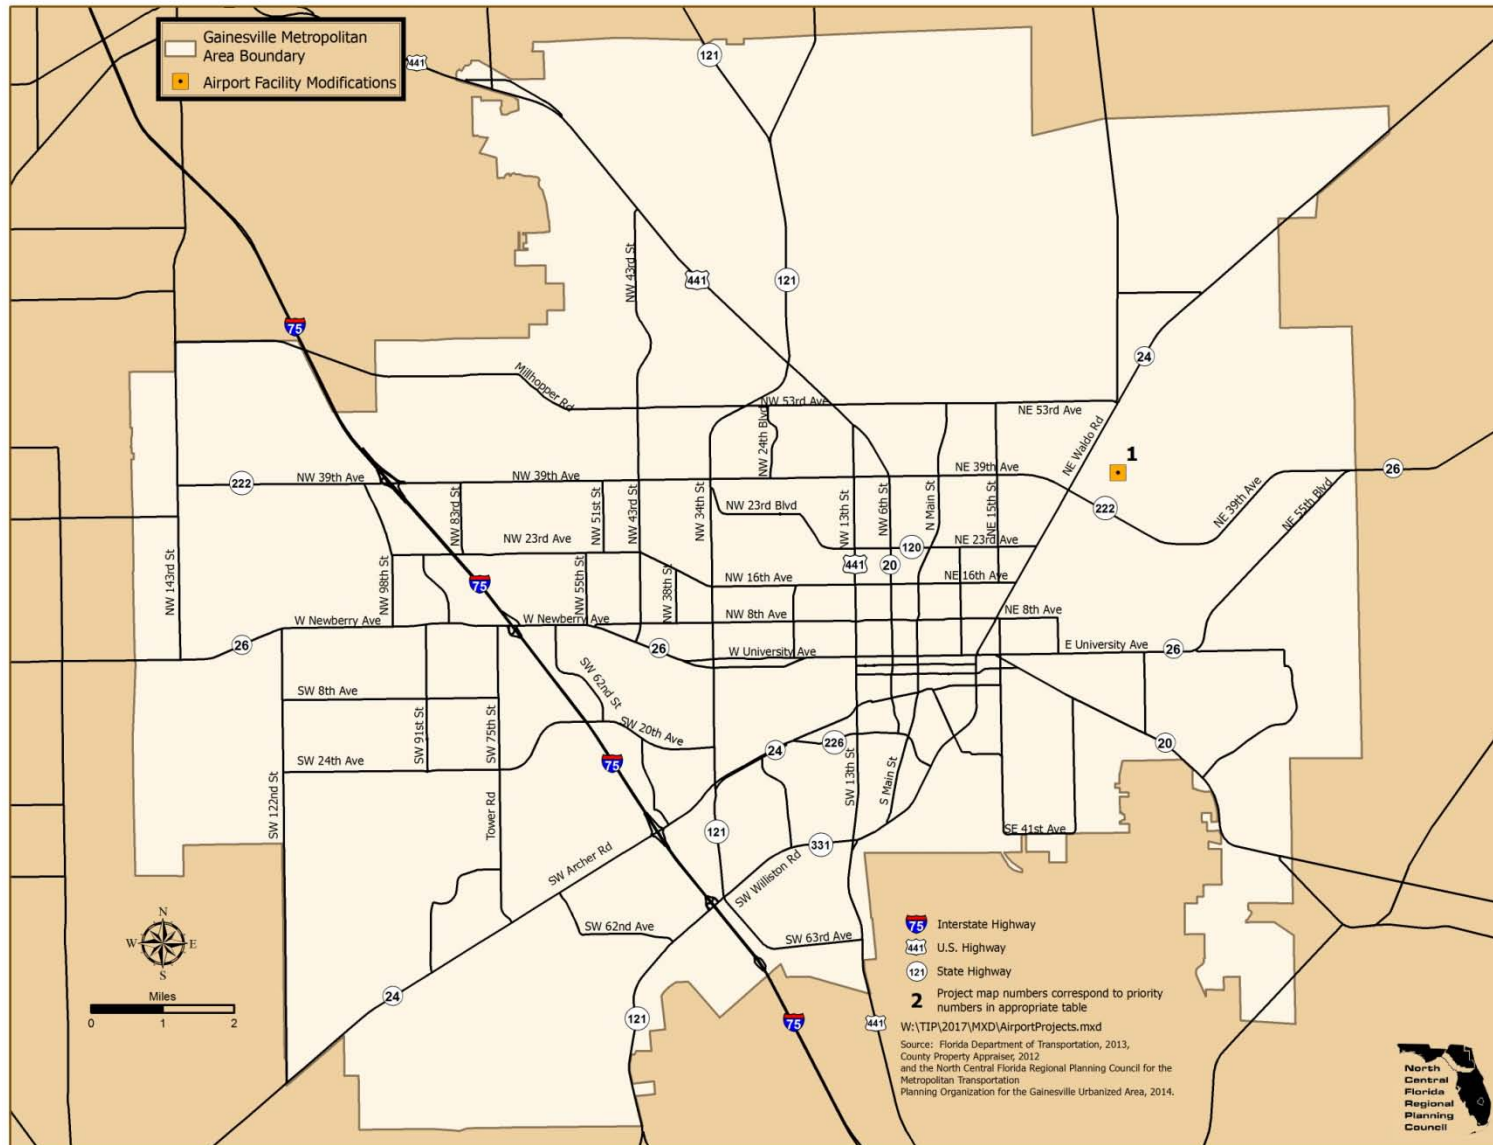 Gainesville Metropolitan
Area Boundary
Airport Facility Modifications
441
121
NW 43rd St
441
121
75
24
Millhopper Rd
NW 53rd Ave
NE 53rd Ave
NW 24th Blvd
NE Waldo Rd
1
222
NW 39th Ave
NW 39th Ave
NE 39th Ave
26
NW 83rd St
NW 51st St
NW 43rd St
NW 34th St
NW 23rd Blvd
NW 13th St
NW 6th St
N Main St
NE 15th St
222
NE 39th Ave
NE 55th Blvd
NW 143rd St
NW 98th St
NW 23rd Ave
NW 55th St
NW 38th St
120
NE 23rd Ave
441
20
75
NW 16th Ave
NE 16th Ave
W Newberry Ave
W Newberry Ave
NW 8th Ave
NE 8th Ave
26
26
W University Ave
E University Ave
26
SW 8th Ave
SW 62nd St
SW 91st St
SW 75th St
SW 20th Ave
24
226
20
SW 24th Ave
75
SW 122nd St
Tower Rd
SW 13th St
S Main St
121
331
SE 41st Ave
SW Archer Rd
SW Williston Rd
N
W
E
S
SW 62nd Ave
SW 63rd Ave
75
Interstate Highway
441
U.S. Highway
121
State Highway
2
Project map numbers correspond to priority
numbers in appropriate table
Miles
0
1
2
24
121
75
441
W:\TIP\2017\MXD\AirportProjects.mxd
Source: Florida Department of Transportation, 2013,
County Property Appraiser, 2012
and the North Central Florida Regional Planning Council for the
Metropolitan Transportation
Planning Organization for the Gainesville Urbanized Area, 2014.
North
Central
Florida
Regional
Planning
Council